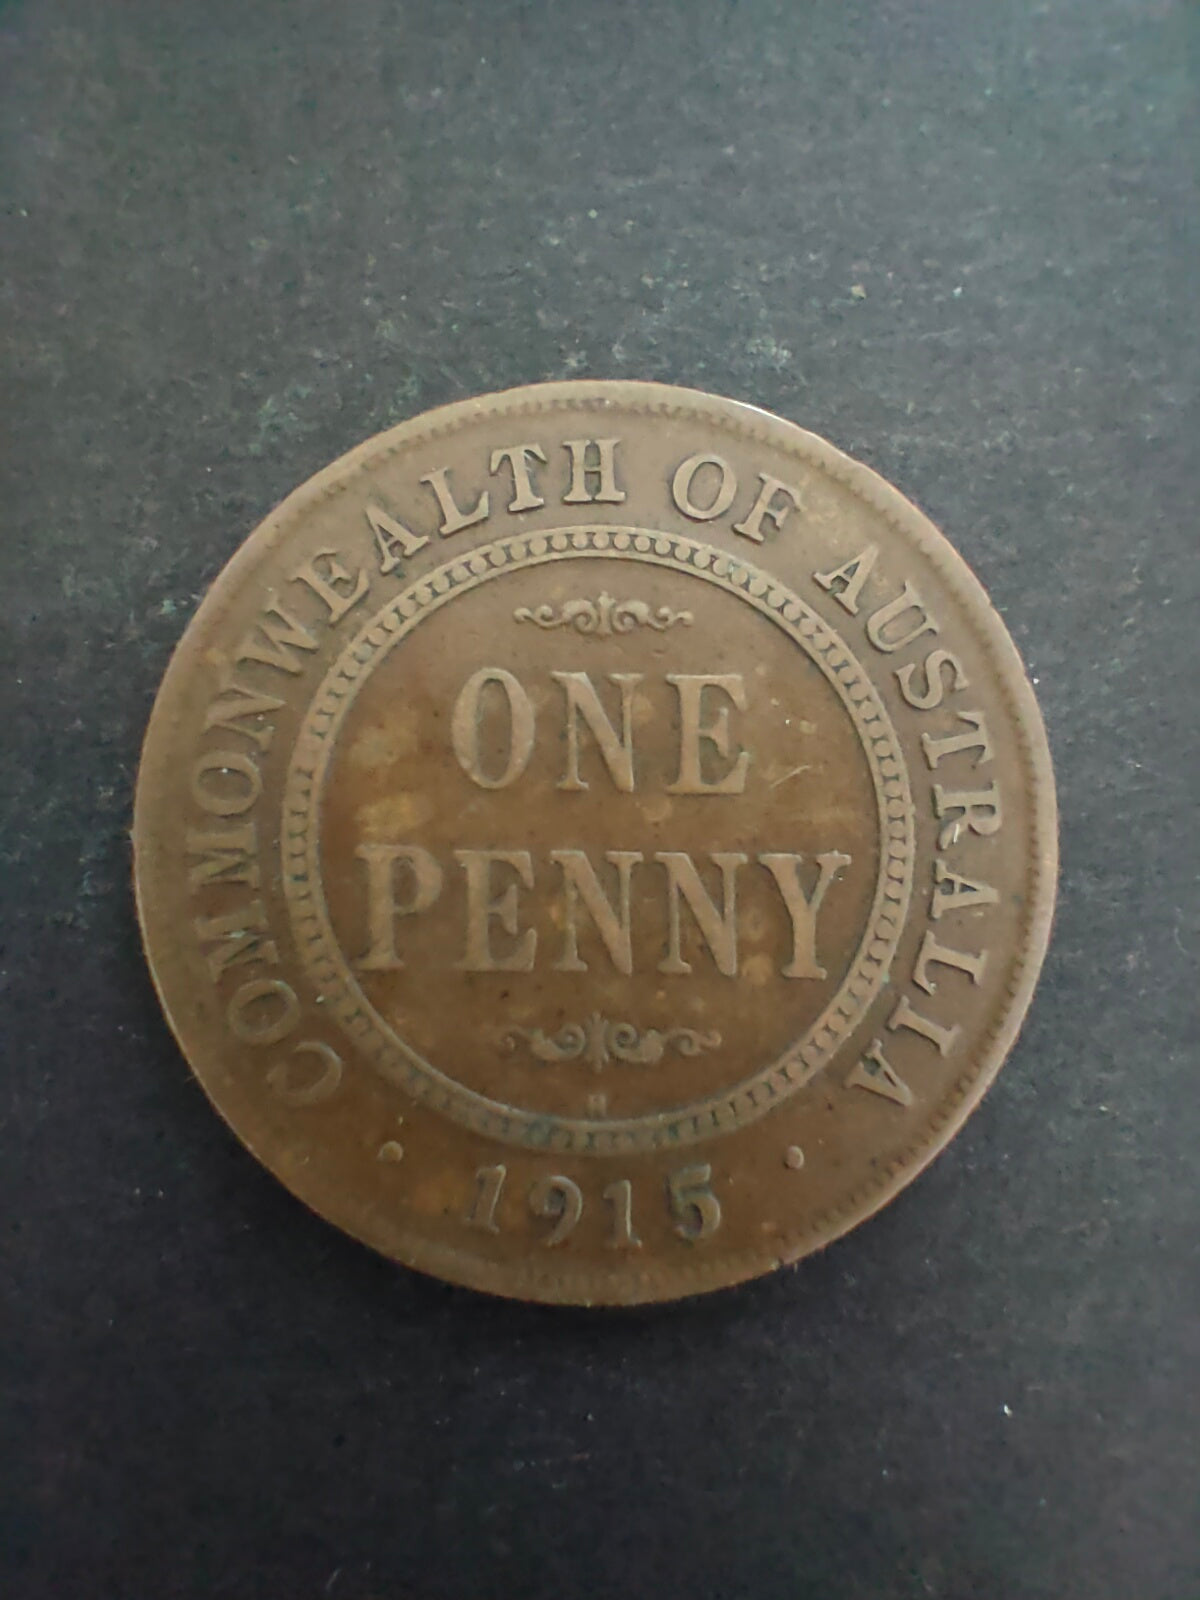 COMMONWEALTH OF AUSTRALIA
ONE
PENNY
H
· 1915 ·